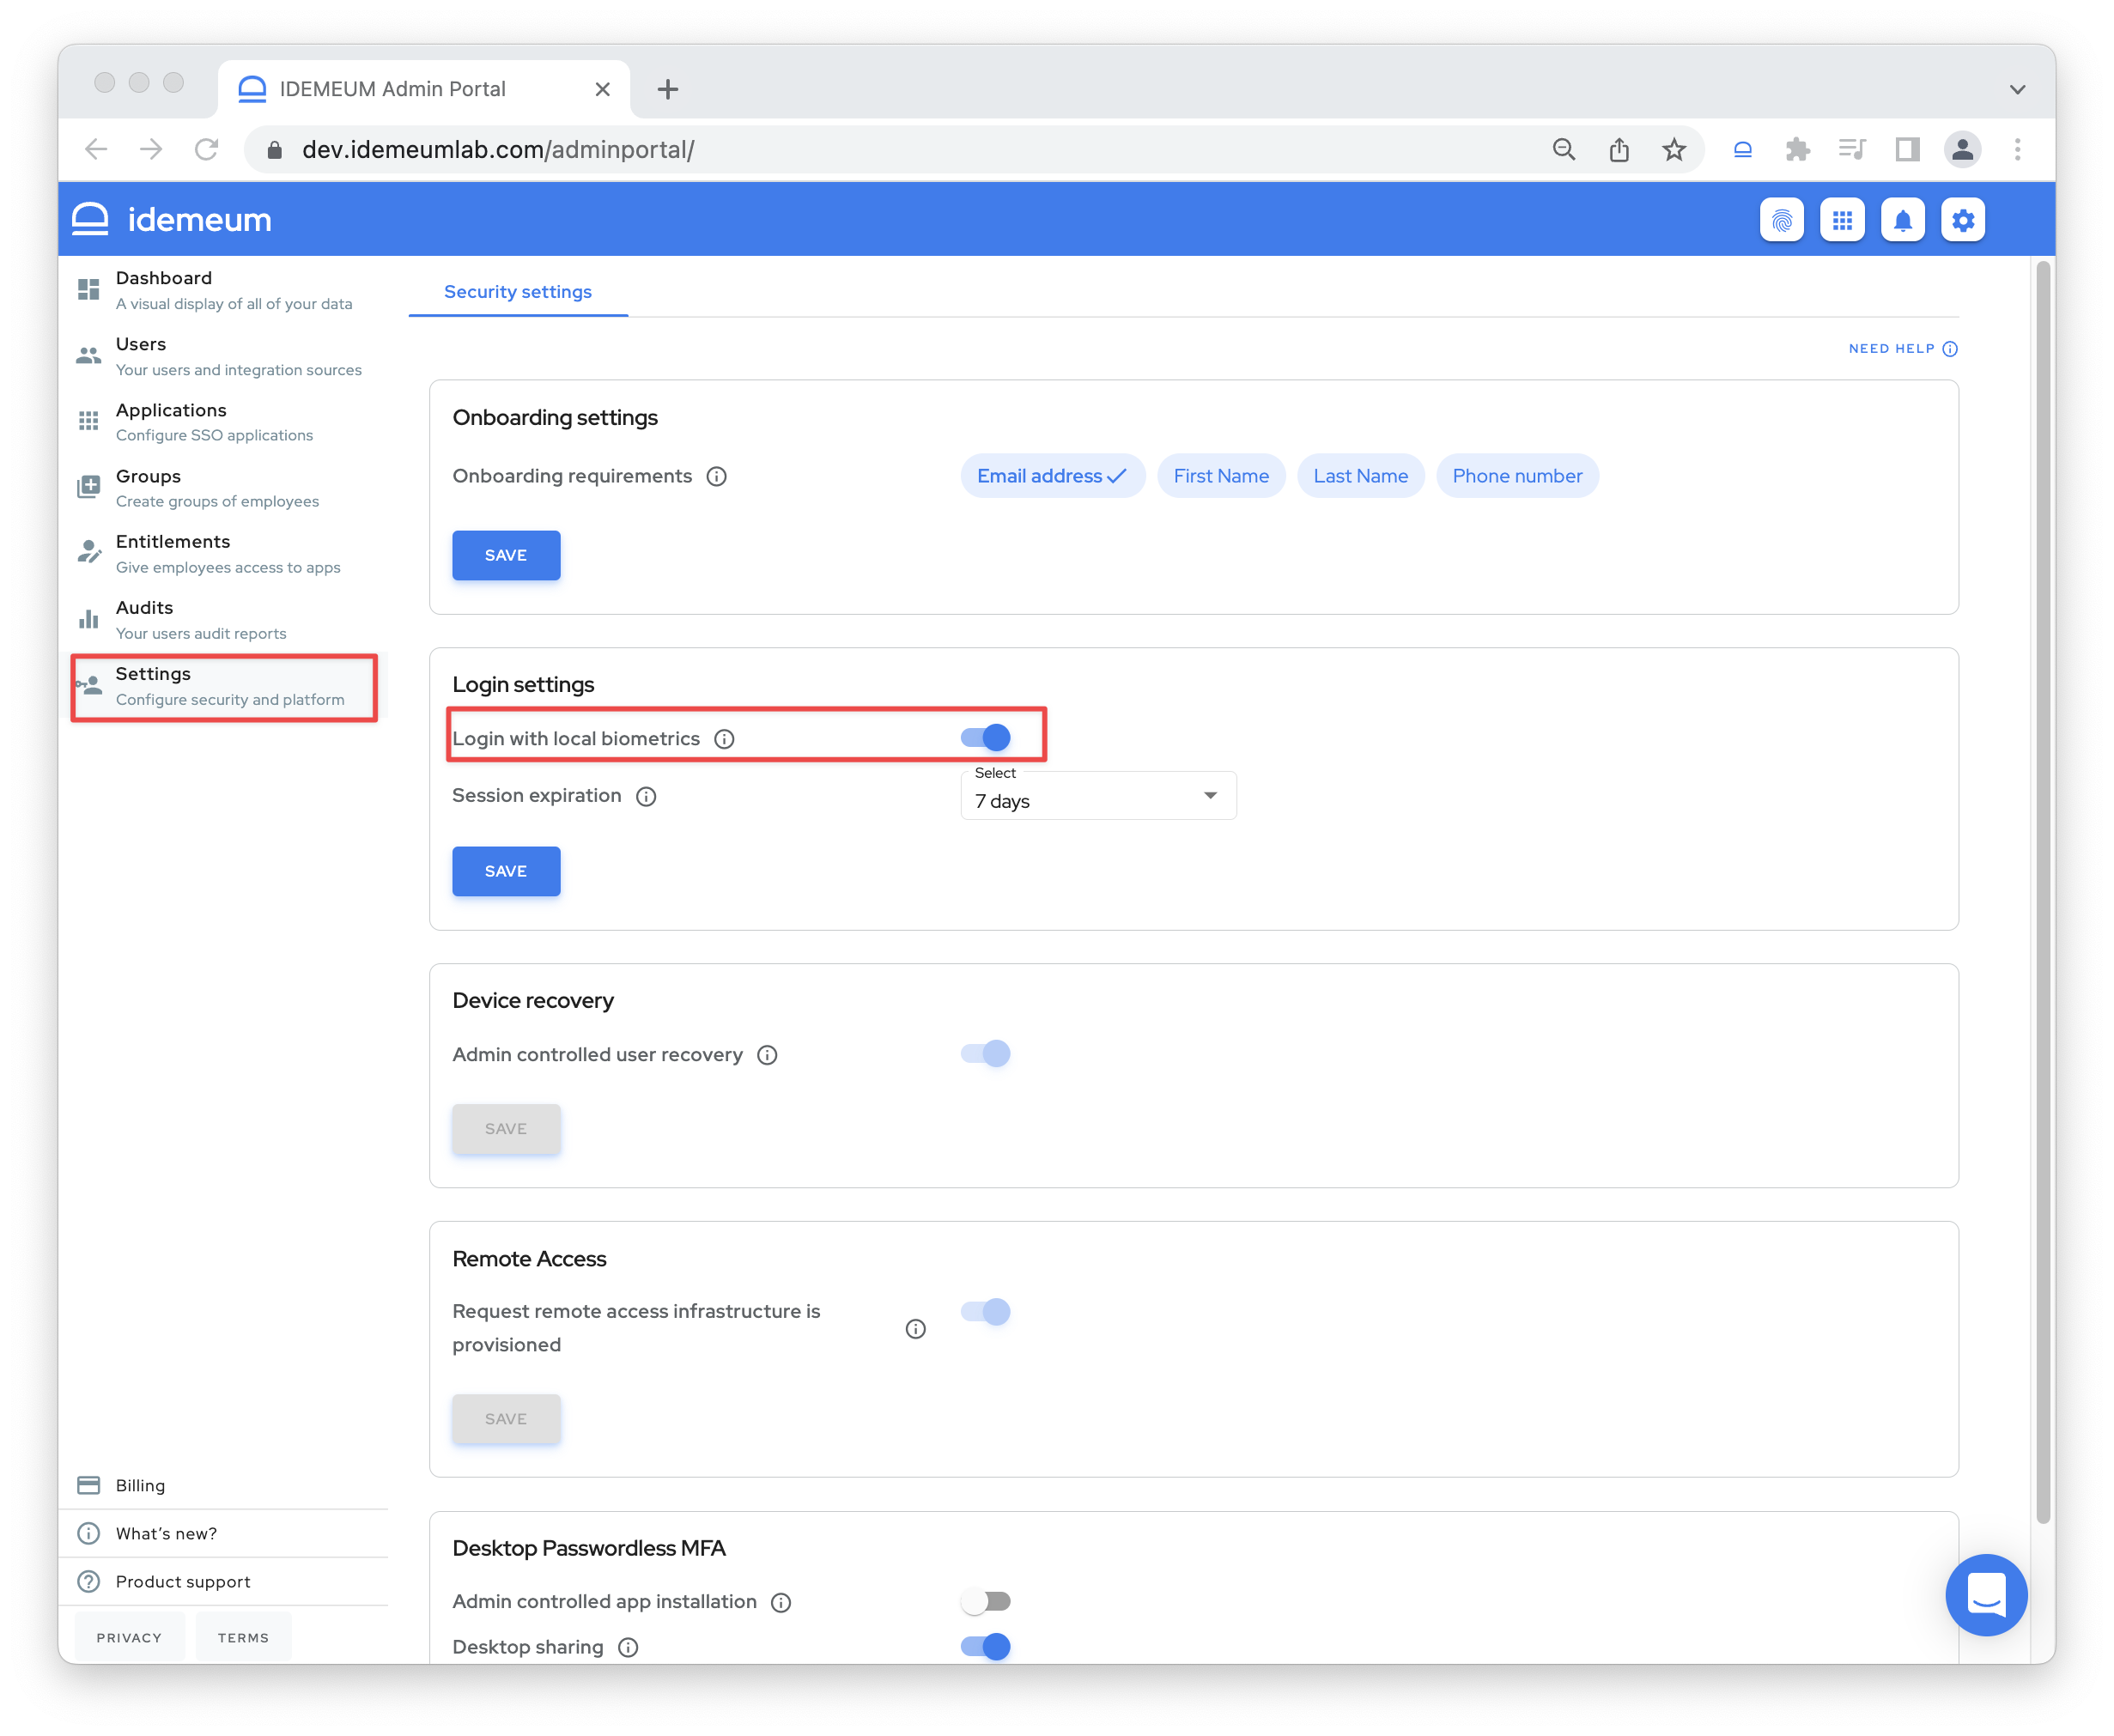 IDEMEUM Admin Portal
dev.idemeumlab.com/adminportal/
idemeum
Dashboard
A visual display of all of your data
Users
Your users and integration sources
Applications
Configure SSO applications
Groups
Create groups of employees
Entitlements
Give employees access to apps
Audits
Your users audit reports
Settings
Configure security and platform
Billing
What's new?
Product support
PRIVACY TERMS
Security settings
NEED HELP
Onboarding settings
Onboarding requirements Email address First Name Last Name Phone number
SAVE
Login settings
Login with local biometrics
Select
Session expiration 7 days
SAVE
Device recovery
Admin controlled user recovery
SAVE
Remote Access
Request remote access infrastructure is
provisioned
SAVE
Desktop Passwordless MFA
Admin controlled app installation
Desktop sharing